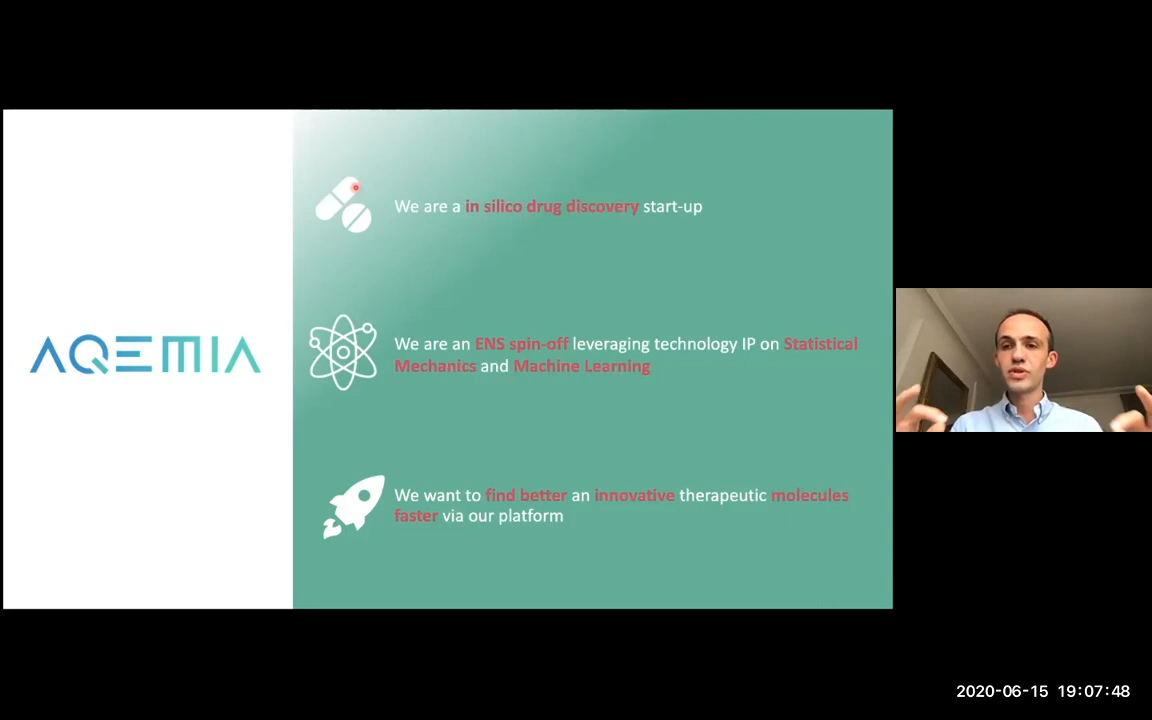 AQEMIA
We are a in silico drug discovery start-up
We are an ENS spin-off leveraging technology IP on Statistical
Mechanics and Machine Learning
We want to find better an innovative therapeutic molecules
faster via our platform
2020-06-15 19:07:48